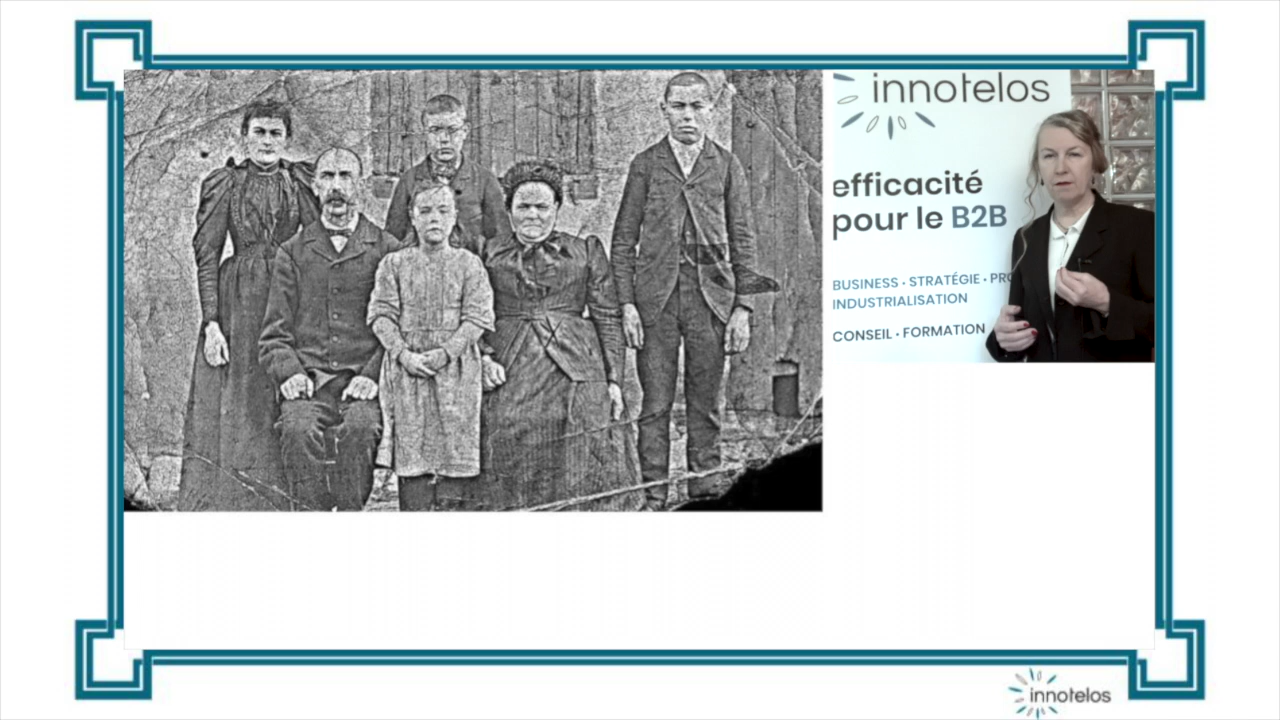 innotelos
efficacité
pour le B2B
BUSINESS • STRATÉGIE • PRO
INDUSTRIALISATION
CONSEIL • FORMATION
innotelos